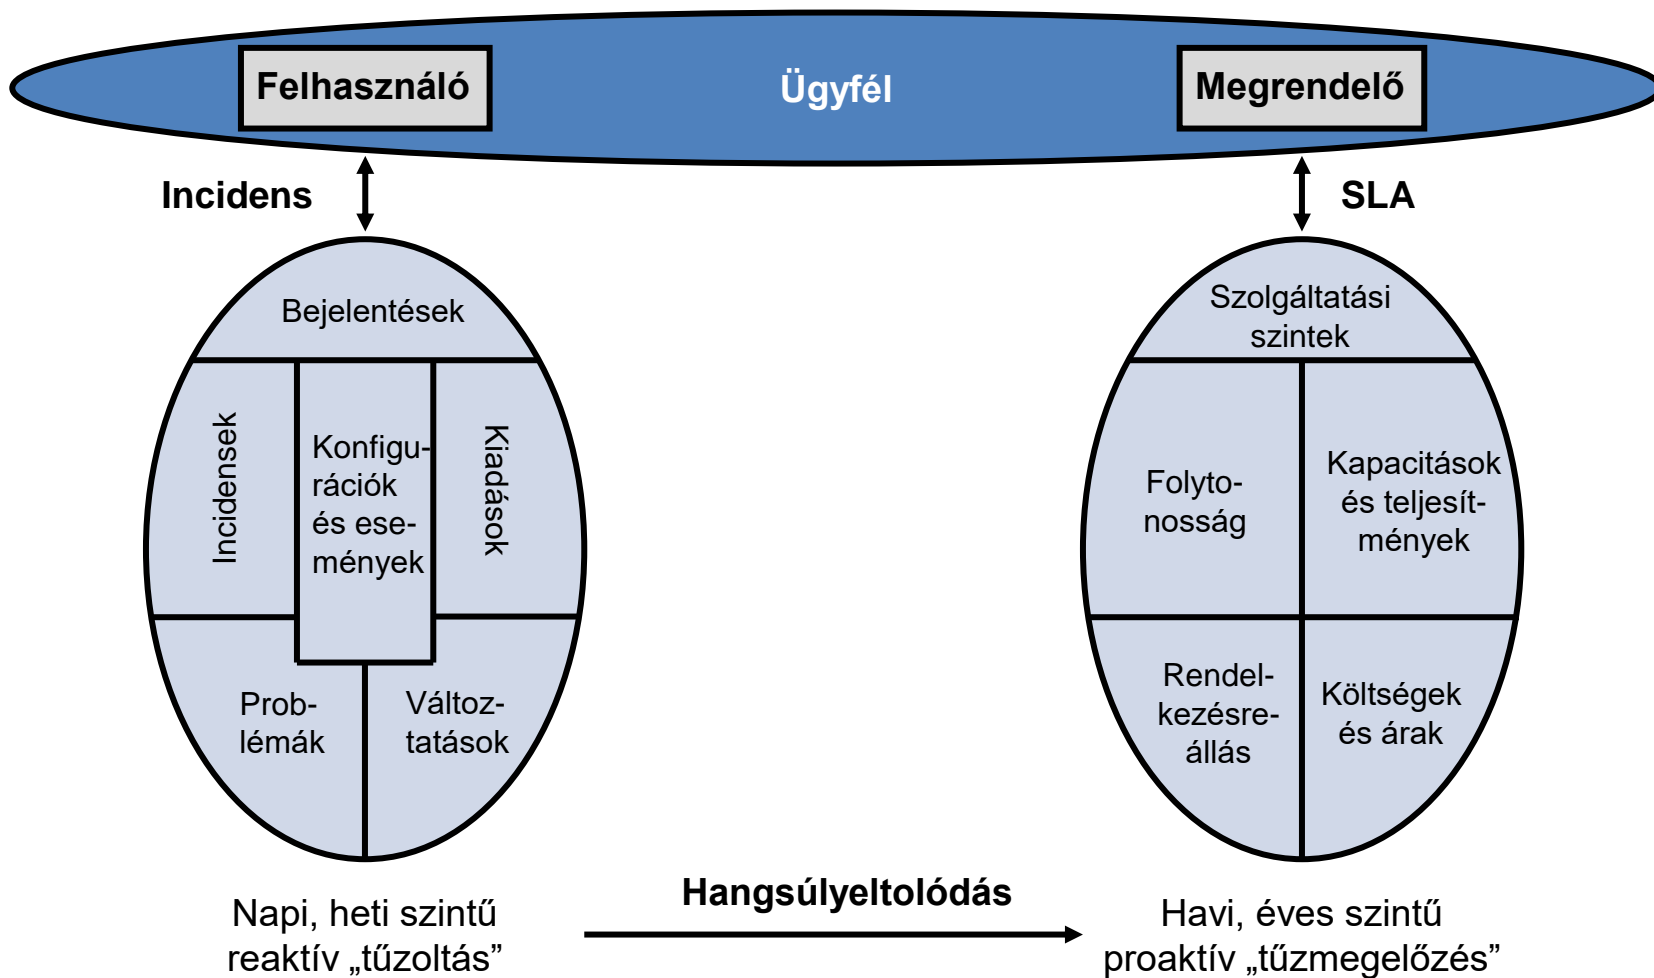 Felhasználó
Ügyfél
Megrendelő
Incidens
SLA
Bejelentések
Incidensek
Konfigu-
rációk
és ese-
mények
Kiadások
Prob-
lémák
Változ-
tatások
Szolgáltatási
szintek
Folyto-
nosság
Kapacitások
és teljesít-
mények
Rendel-
kezésre-
állás
Költségek
és árak
Napi, heti szintű
reaktív „tűzoltás”
Hangsúlyeltolódás
Havi, éves szintű
proaktív „tűzmegelőzés”